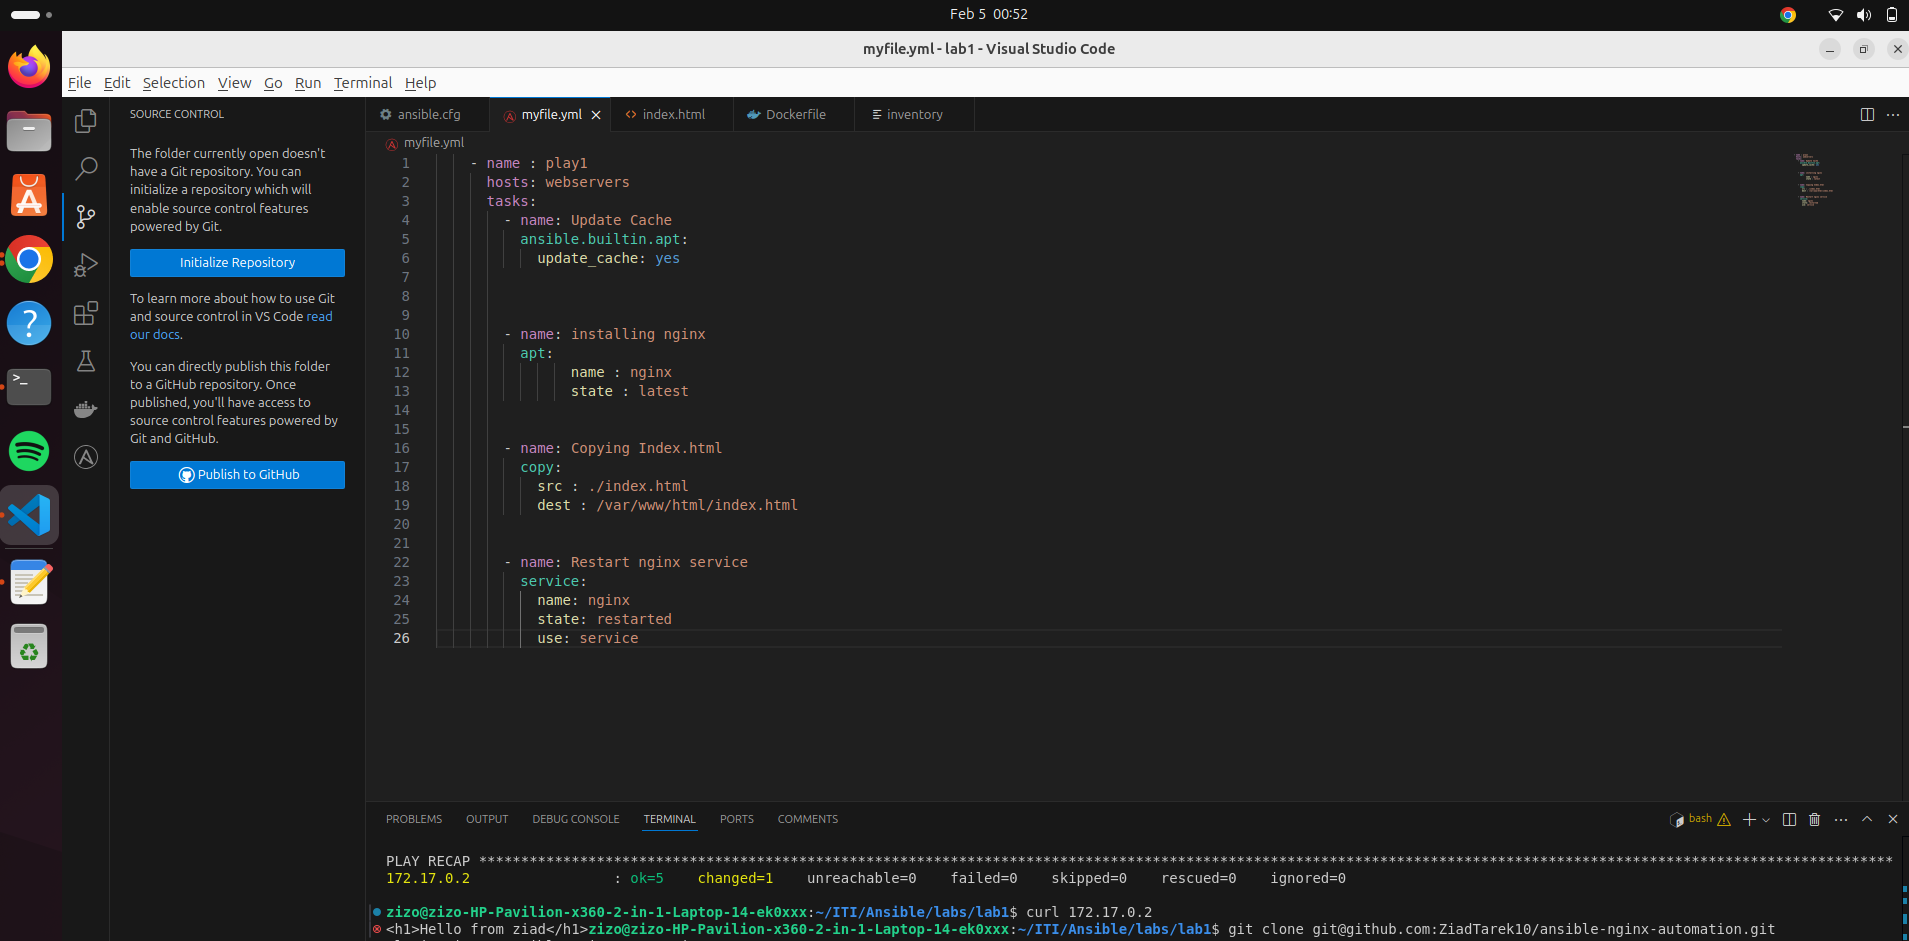 Feb 5 00:52
myfile.yml - lab1 - Visual Studio Code
File Edit Selection View Go Run Terminal Help
SOURCE CONTROL
The folder currently open doesn't
have a Git repository. You can
initialize a repository which will
enable source control features
powered by Git.
Initialize Repository
To learn more about how to use Git
and source control in VS Code read
our docs.
You can directly publish this folder
to a GitHub repository. Once
published, you'll have access to
source control features powered by
Git and GitHub.
Publish to GitHub
ansible.cfg myfile.yml index.html Dockerfile inventory
myfile.yml
1 - name : play1
2 hosts: webservers
3 tasks:
4 - name: Update Cache
5 ansible.builtin.apt:
6 update_cache: yes
7
8
9
10 - name: installing nginx
11 apt:
12 name : nginx
13 state : latest
14
15
16 - name: Copying Index.html
17 copy:
18 src : ./index.html
19 dest : /var/www/html/index.html
20
21
22 - name: Restart nginx service
23 service:
24 name: nginx
25 state: restarted
26 use: service
PROBLEMS OUTPUT DEBUG CONSOLE TERMINAL PORTS COMMENTS
bash
PLAY RECAP ************************************************************************************************************************************************************************
172.17.0.2 : ok=5 changed=1 unreachable=0 failed=0 skipped=0 rescued=0 ignored=0
zizo@zizo-HP-Pavilion-x360-2-in-1-Laptop-14-ek0xxx:~/ITI/Ansible/labs/lab1$ curl 172.17.0.2
<h1>Hello from ziad</h1>zizo@zizo-HP-Pavilion-x360-2-in-1-Laptop-14-ek0xxx:~/ITI/Ansible/labs/lab1$ git clone git@github.com:ZiadTarek10/ansible-nginx-automation.git